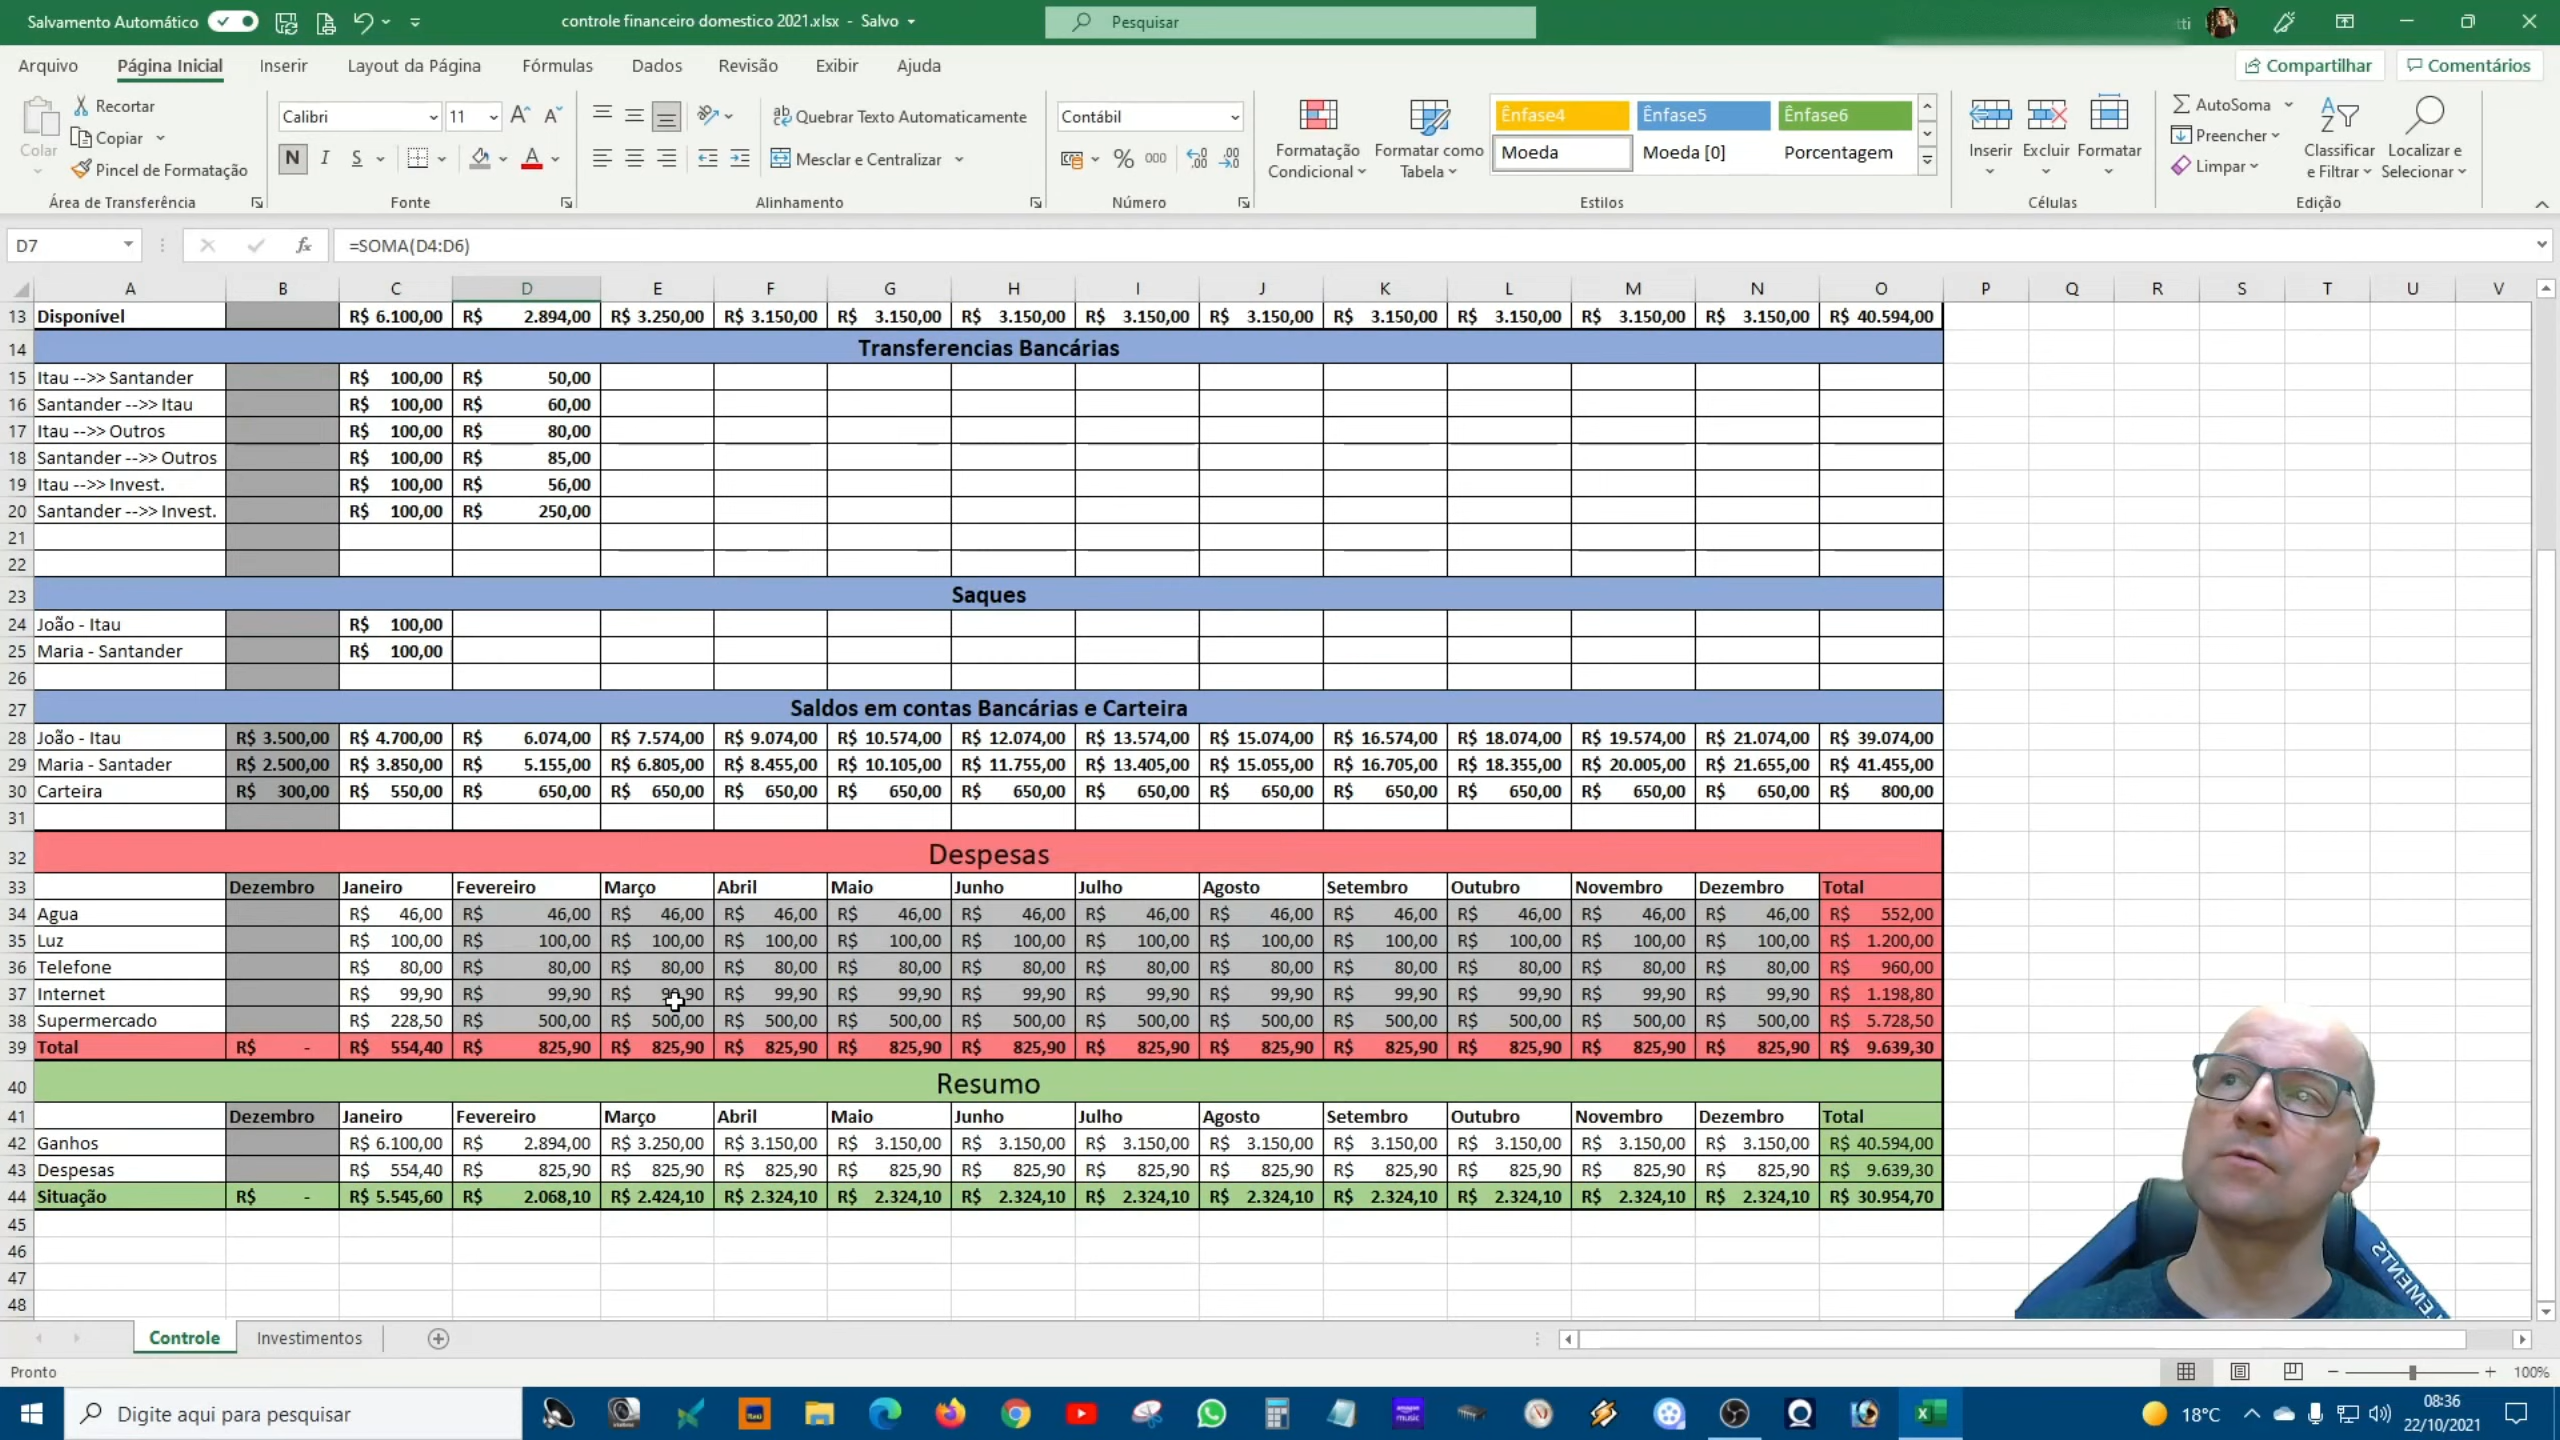 Salvamento Automático controle financeiro domestico 2021.xlsx - Salvo Pesquisar tti
Arquivo Página Inicial Inserir Layout da Página Fórmulas Dados Revisão Exibir Ajuda Compartilhar Comentários
Colar Recortar Copiar Pincel de Formatação
Calibri 11
N I S
Quebrar Texto Automaticamente
Mesclar e Centralizar
Contábil
% 000
Formatação Condicional Formatar como Tabela
Ênfase4 Ênfase5 Ênfase6
Moeda Moeda [0] Porcentagem
Inserir Excluir Formatar
AutoSoma Preencher Limpar
Classificar e Filtrar Localizar e Selecionar
Área de Transferência Fonte Alinhamento Número Estilos Células Edição
D7 fx =SOMA(D4:D6)
A B C D E F G H I J K L M N O P Q R S T U V
13 Disponível R$ 6.100,00 R$ 2.894,00 R$ 3.250,00 R$ 3.150,00 R$ 3.150,00 R$ 3.150,00 R$ 3.150,00 R$ 3.150,00 R$ 3.150,00 R$ 3.150,00 R$ 3.150,00 R$ 3.150,00 R$ 40.594,00
14 Transferencias Bancárias
15 Itau -->> Santander R$ 100,00 R$ 50,00
16 Santander -->> Itau R$ 100,00 R$ 60,00
17 Itau -->> Outros R$ 100,00 R$ 80,00
18 Santander -->> Outros R$ 100,00 R$ 85,00
19 Itau -->> Invest. R$ 100,00 R$ 56,00
20 Santander -->> Invest. R$ 100,00 R$ 250,00
21
22
23 Saques
24 João - Itau R$ 100,00
25 Maria - Santander R$ 100,00
26
27 Saldos em contas Bancárias e Carteira
28 João - Itau R$ 3.500,00 R$ 4.700,00 R$ 6.074,00 R$ 7.574,00 R$ 9.074,00 R$ 10.574,00 R$ 12.074,00 R$ 13.574,00 R$ 15.074,00 R$ 16.574,00 R$ 18.074,00 R$ 19.574,00 R$ 21.074,00 R$ 39.074,00
29 Maria - Santader R$ 2.500,00 R$ 3.850,00 R$ 5.155,00 R$ 6.805,00 R$ 8.455,00 R$ 10.105,00 R$ 11.755,00 R$ 13.405,00 R$ 15.055,00 R$ 16.705,00 R$ 18.355,00 R$ 20.005,00 R$ 21.655,00 R$ 41.455,00
30 Carteira R$ 300,00 R$ 550,00 R$ 650,00 R$ 650,00 R$ 650,00 R$ 650,00 R$ 650,00 R$ 650,00 R$ 650,00 R$ 650,00 R$ 650,00 R$ 650,00 R$ 650,00 R$ 800,00
31
32 Despesas
33 Dezembro Janeiro Fevereiro Março Abril Maio Junho Julho Agosto Setembro Outubro Novembro Dezembro Total
34 Agua R$ 46,00 R$ 46,00 R$ 46,00 R$ 46,00 R$ 46,00 R$ 46,00 R$ 46,00 R$ 46,00 R$ 46,00 R$ 46,00 R$ 46,00 R$ 46,00 R$ 552,00
35 Luz R$ 100,00 R$ 100,00 R$ 100,00 R$ 100,00 R$ 100,00 R$ 100,00 R$ 100,00 R$ 100,00 R$ 100,00 R$ 100,00 R$ 100,00 R$ 100,00 R$ 1.200,00
36 Telefone R$ 80,00 R$ 80,00 R$ 80,00 R$ 80,00 R$ 80,00 R$ 80,00 R$ 80,00 R$ 80,00 R$ 80,00 R$ 80,00 R$ 80,00 R$ 80,00 R$ 960,00
37 Internet R$ 99,90 R$ 99,90 R$ 99,90 R$ 99,90 R$ 99,90 R$ 99,90 R$ 99,90 R$ 99,90 R$ 99,90 R$ 99,90 R$ 99,90 R$ 99,90 R$ 1.198,80
38 Supermercado R$ 228,50 R$ 500,00 R$ 500,00 R$ 500,00 R$ 500,00 R$ 500,00 R$ 500,00 R$ 500,00 R$ 500,00 R$ 500,00 R$ 500,00 R$ 500,00 R$ 5.728,50
39 Total R$ - R$ 554,40 R$ 825,90 R$ 825,90 R$ 825,90 R$ 825,90 R$ 825,90 R$ 825,90 R$ 825,90 R$ 825,90 R$ 825,90 R$ 825,90 R$ 825,90 R$ 9.639,30
40 Resumo
41 Dezembro Janeiro Fevereiro Março Abril Maio Junho Julho Agosto Setembro Outubro Novembro Dezembro Total
42 Ganhos R$ 6.100,00 R$ 2.894,00 R$ 3.250,00 R$ 3.150,00 R$ 3.150,00 R$ 3.150,00 R$ 3.150,00 R$ 3.150,00 R$ 3.150,00 R$ 3.150,00 R$ 3.150,00 R$ 3.150,00 R$ 40.594,00
43 Despesas R$ 554,40 R$ 825,90 R$ 825,90 R$ 825,90 R$ 825,90 R$ 825,90 R$ 825,90 R$ 825,90 R$ 825,90 R$ 825,90 R$ 825,90 R$ 825,90 R$ 9.639,30
44 Situação R$ - R$ 5.545,60 R$ 2.068,10 R$ 2.424,10 R$ 2.324,10 R$ 2.324,10 R$ 2.324,10 R$ 2.324,10 R$ 2.324,10 R$ 2.324,10 R$ 2.324,10 R$ 2.324,10 R$ 2.324,10 R$ 30.954,70
45
46
47
48
Controle Investimentos
Pronto 100%
Digite aqui para pesquisar 18°C 08:36
22/10/2021